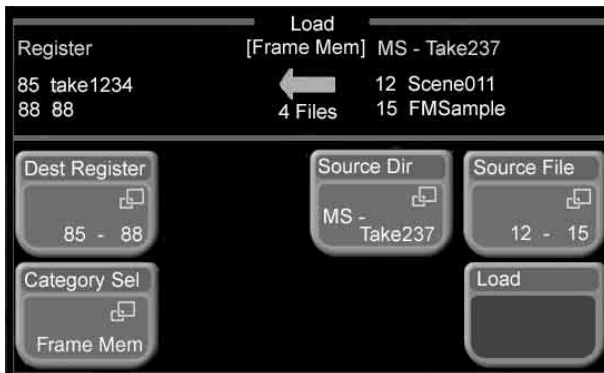 Load
Register [Frame Mem] MS - Take237
85 take1234 12 Scene011
88 88 4 Files 15 FMSample
Dest Register
85 - 88
Source Dir
MS -
Take237
Source File
12 - 15
Category Sel
Frame Mem
Load